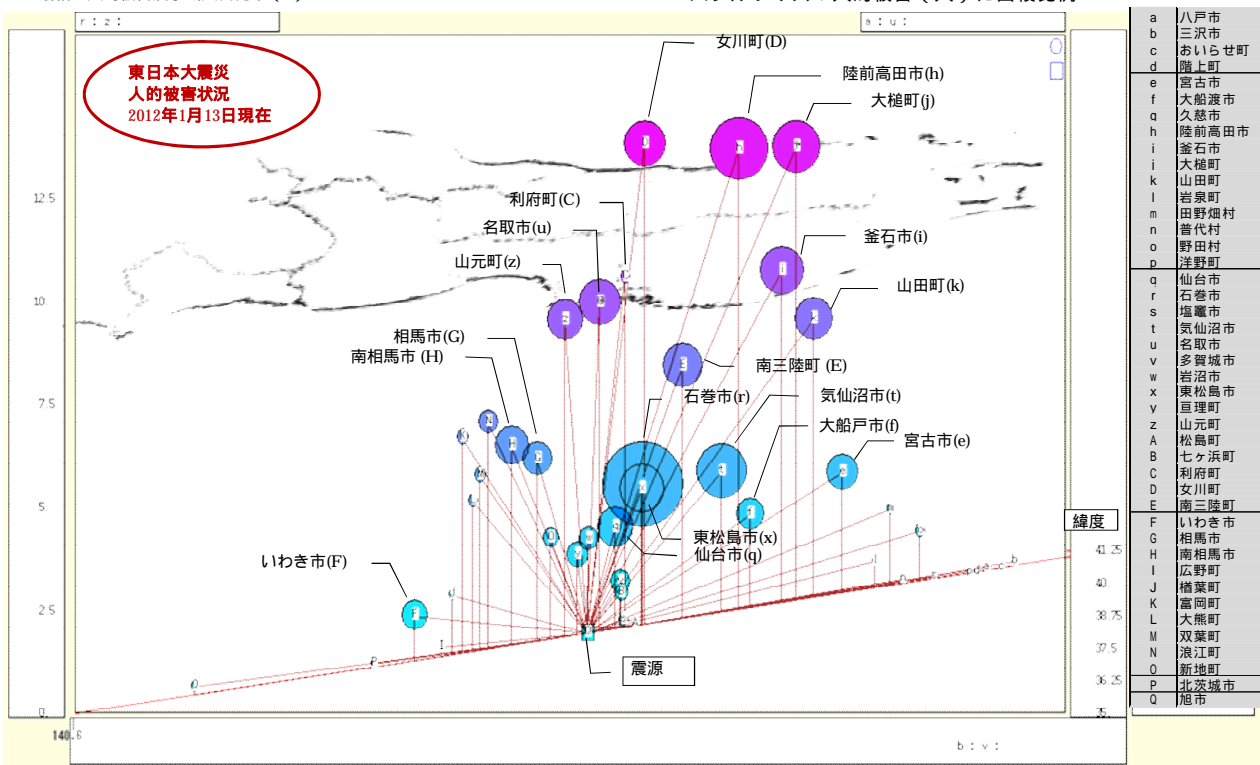 r : z :
a : u :
東日本大震災
人的被害状況
2012年1月13日現在
女川町(D)
陸前高田市(h)
大槌町(j)
利府町(C)
名取市(u)
山元町(z)
釜石市(i)
山田町(k)
相馬市(G)
南相馬市 (H)
南三陸町 (E)
石巻市(r)
気仙沼市(t)
大船戸市(f)
宮古市(e)
東松島市(x)
仙台市(q)
いわき市(F)
震源
緯度
12.5
10
7.5
5
2.5
0.
41.25
40.
38.75
37.5
36.25
35.
140.6
b : v :
a 八戸市
b 三沢市
c おいらせ町
d 階上町
e 宮古市
f 大船渡市
g 久慈市
h 陸前高田市
i 釜石市
j 大槌町
k 山田町
l 岩泉町
m 田野畑村
n 普代村
o 野田村
p 洋野町
q 仙台市
r 石巻市
s 塩竈市
t 気仙沼市
u 名取市
v 多賀城市
w 岩沼市
x 東松島市
y 亘理町
z 山元町
A 松島町
B 七ヶ浜町
C 利府町
D 女川町
E 南三陸町
F いわき市
G 相馬市
H 南相馬市
I 広野町
J 楢葉町
K 富岡町
L 大熊町
M 双葉町
N 浪江町
O 新地町
P 北茨城市
Q 旭市